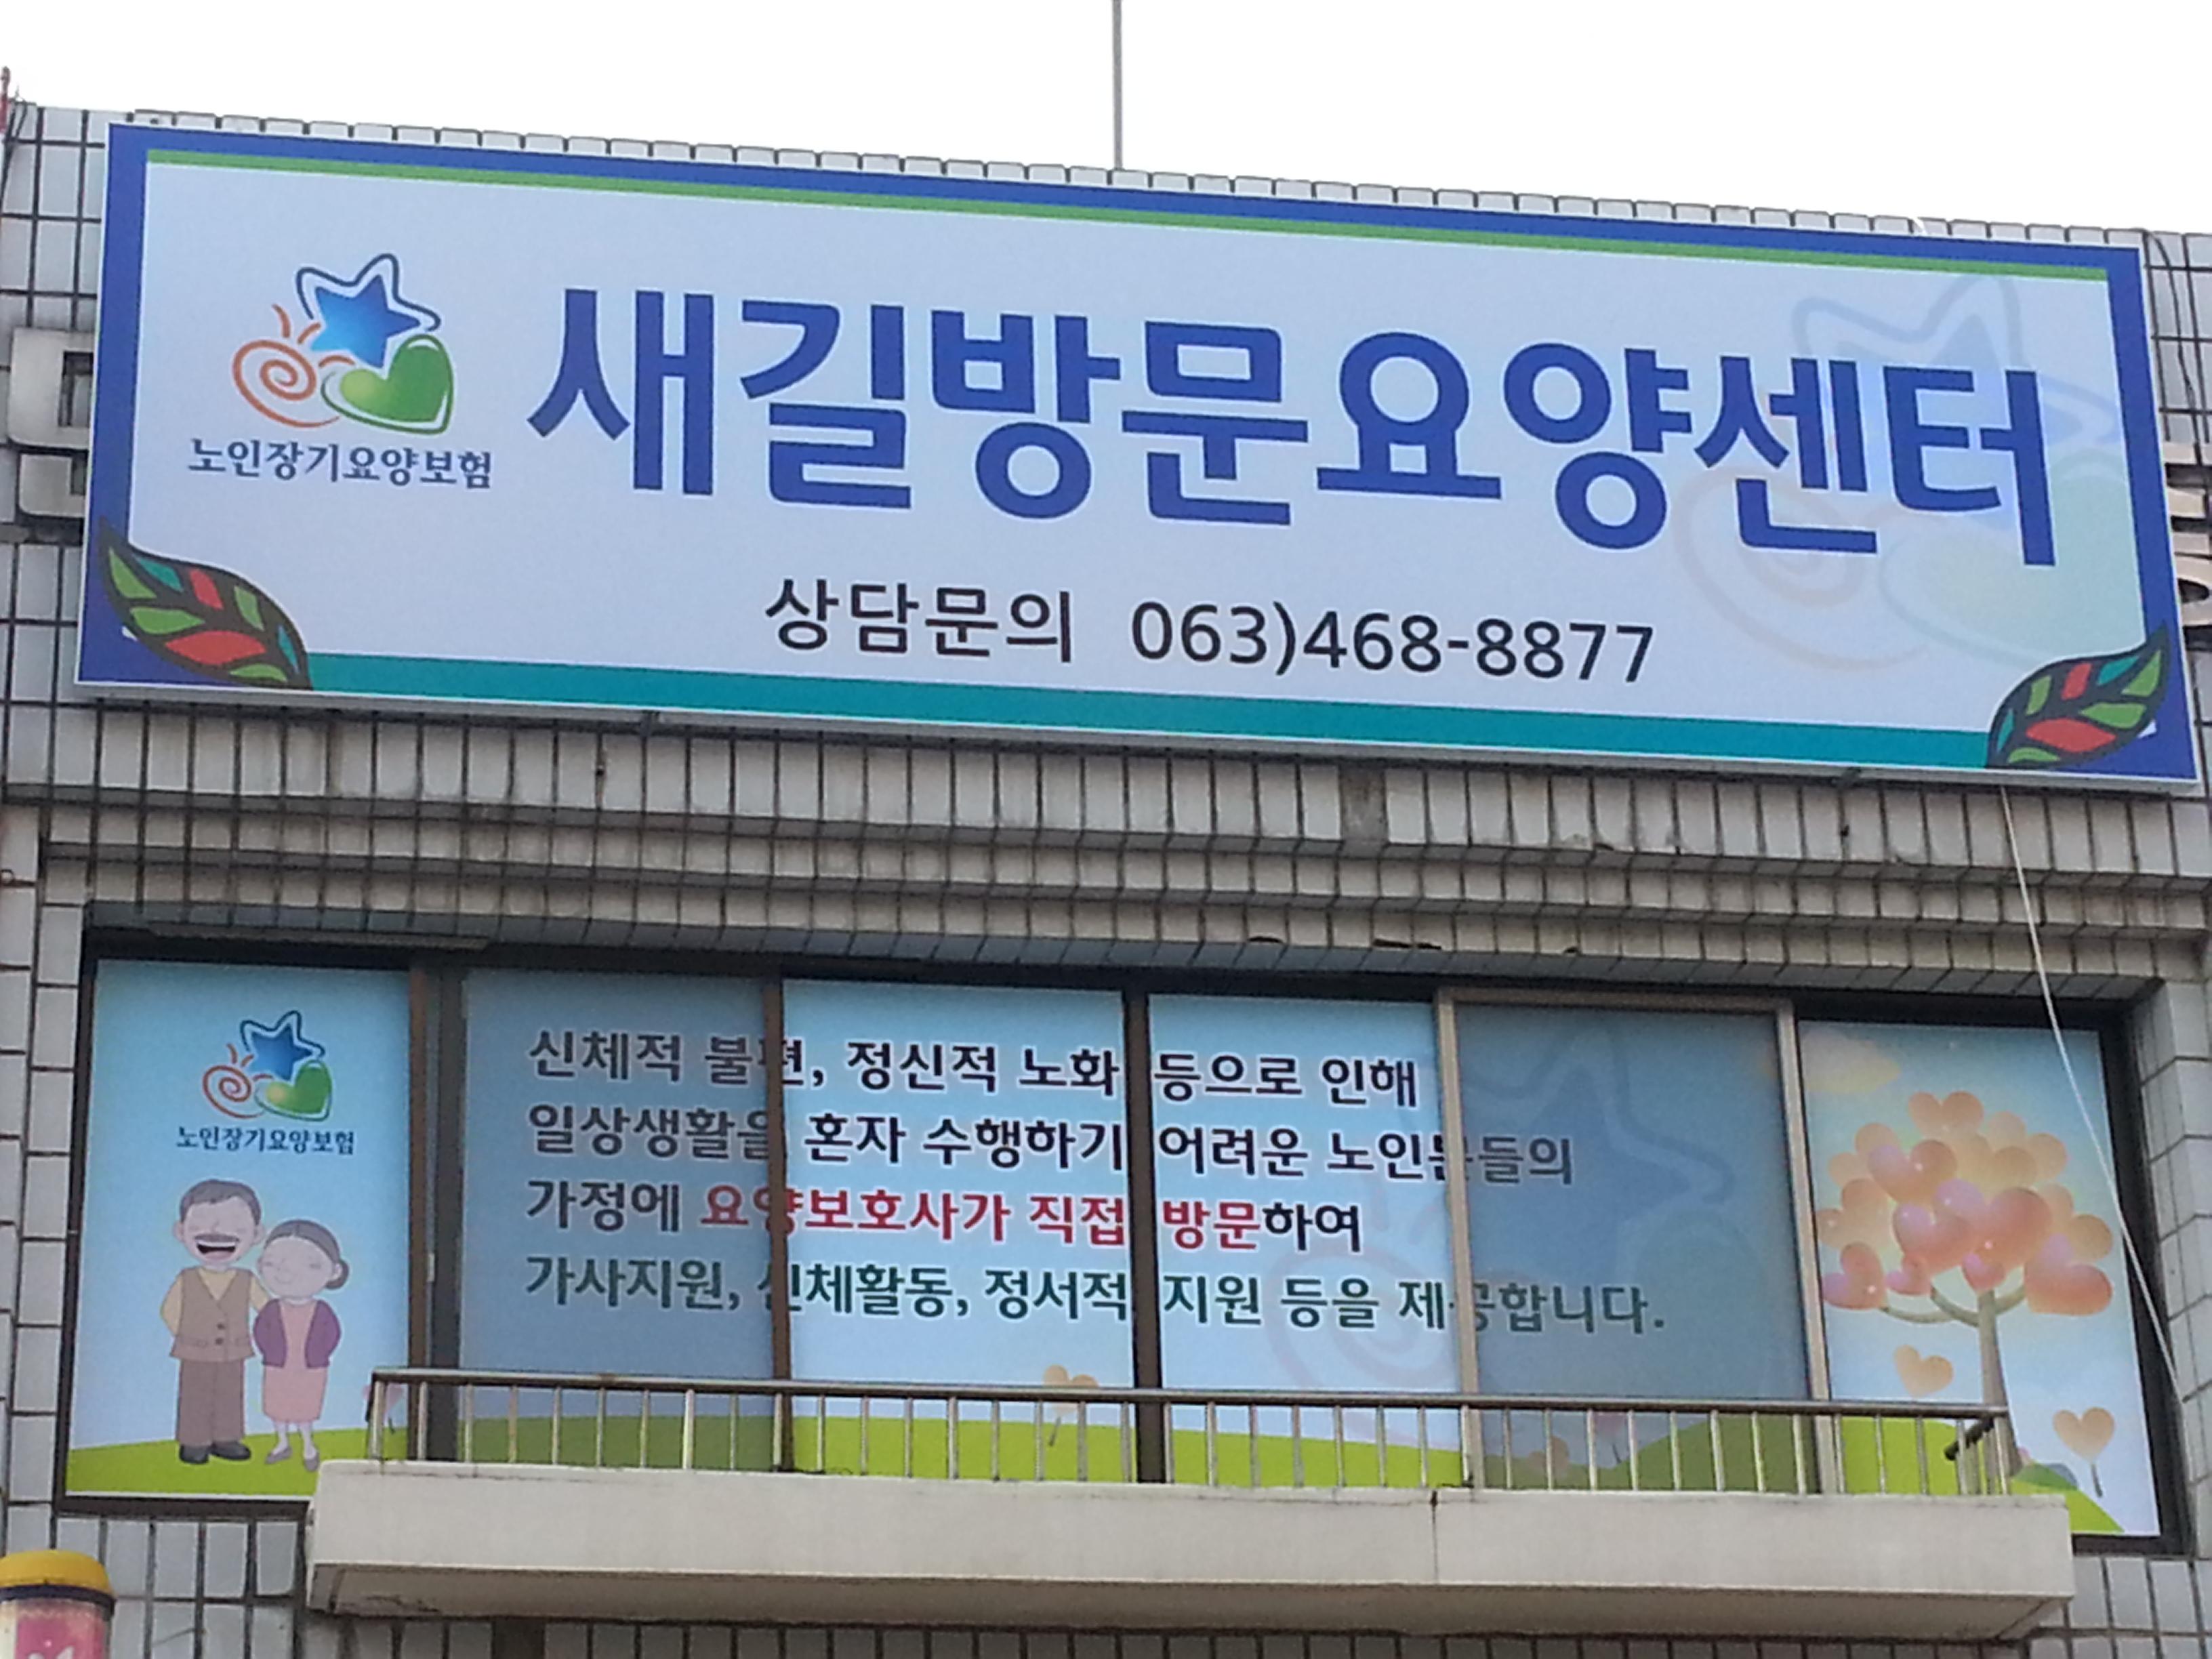 노인장기요양보험
새길방문요양센터
상담문의 063)468-8877
노인장기요양보험
신체적 불편, 정신적 노화 등으로 인해
일상생활을 혼자 수행하기 어려운 노인분들의
가정에 요양보호사가 직접 방문하여
가사지원, 신체활동, 정서적 지원 등을 제공합니다.